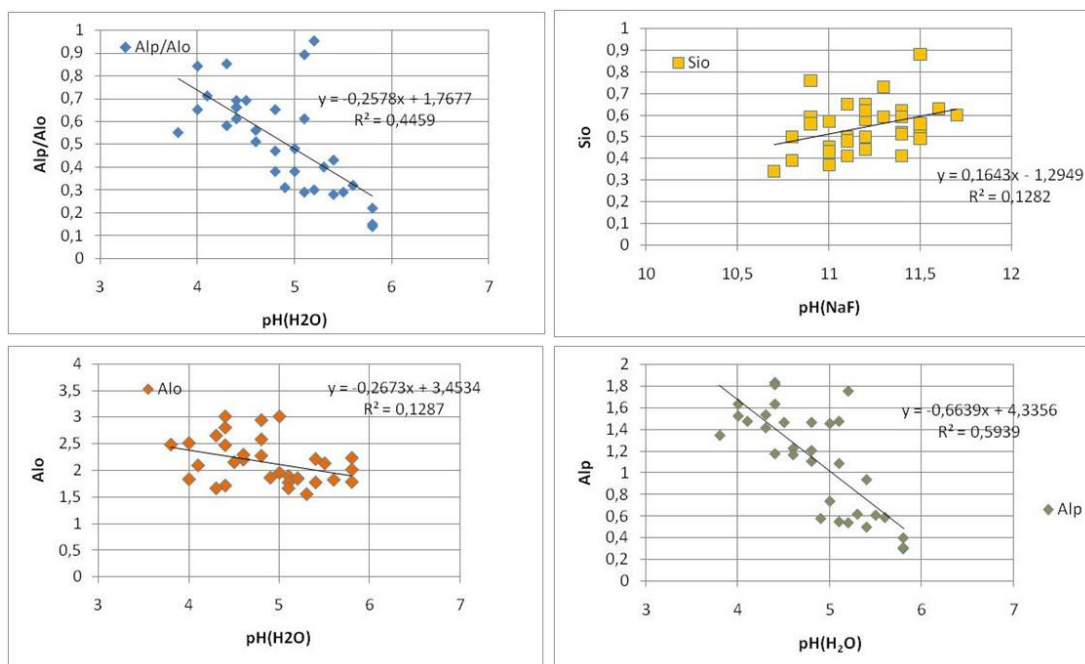 1
0,9
0,8
0,7
0,6
0,5
0,4
0,3
0,2
0,1
0
Alp/Alo
Alp/Alo
y = -0,2578x + 1,7677
R² = 0,4459
3 4 5 6 7
pH(H2O)
1
0,9
0,8
0,7
0,6
0,5
0,4
0,3
0,2
0,1
0
Sio
Sio
y = 0,1643x - 1,2949
R² = 0,1282
10 10,5 11 11,5 12
pH(NaF)
4
3,5
3
2,5
2
1,5
1
0,5
0
Alo
Alo
y = -0,2673x + 3,4534
R² = 0,1287
3 4 5 6 7
pH(H2O)
2
1,8
1,6
1,4
1,2
1
0,8
0,6
0,4
0,2
0
Alp
y = -0,6639x + 4,3356
R² = 0,5939
Alp
3 4 5 6 7
pH(H₂O)